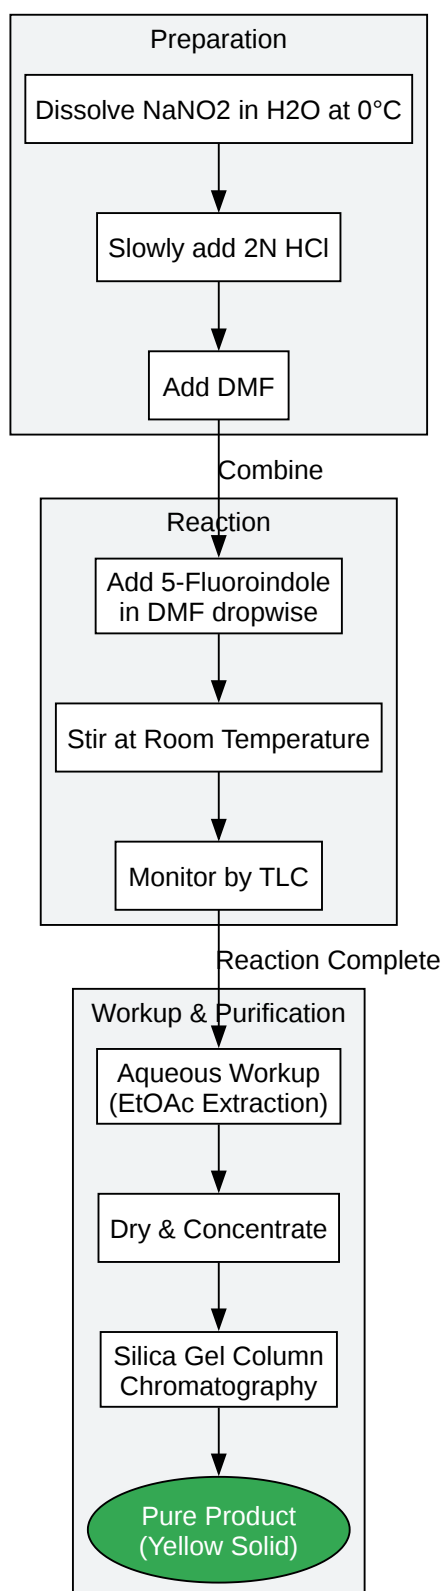 Preparation
Dissolve NaNO2 in H2O at 0°C
Slowly add 2N HCl
Add DMF
Combine
Reaction
Add 5-Fluoroindole
in DMF dropwise
Stir at Room Temperature
Monitor by TLC
Reaction Complete
Workup & Purification
Aqueous Workup
(EtOAc Extraction)
Dry & Concentrate
Silica Gel Column
Chromatography
Pure Product
(Yellow Solid)